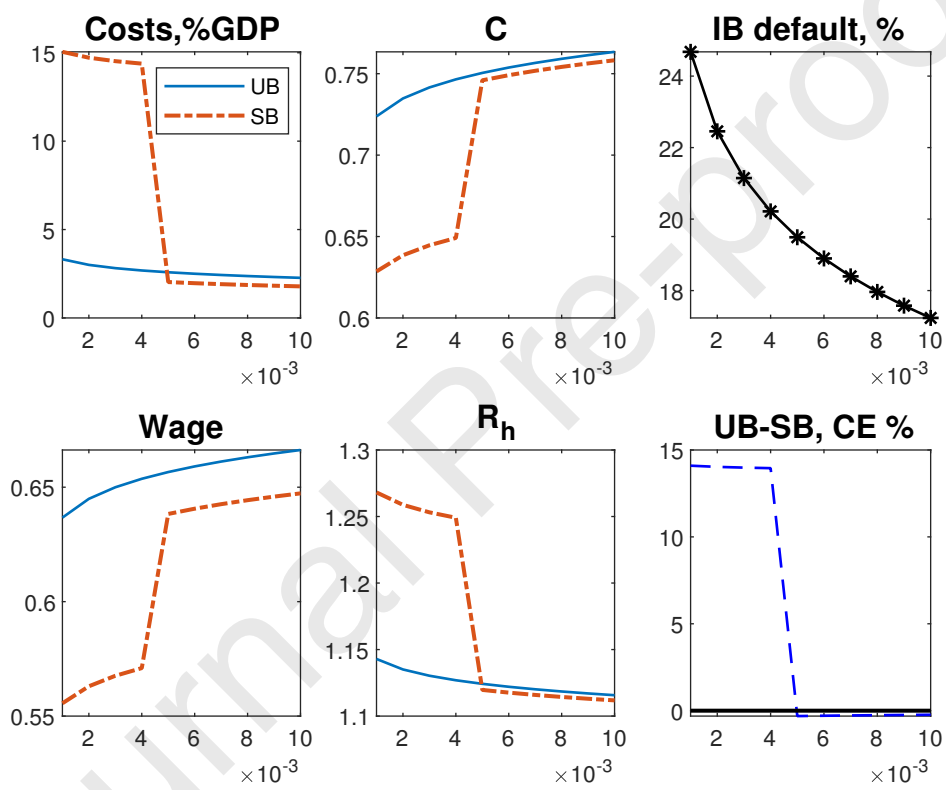 Costs,%GDP
15
10
5
0
2 4 6 8 10
×10⁻³
UB
SB
C
0.75
0.7
0.65
0.6
2 4 6 8 10
×10⁻³
IB default, %
24
22
20
18
2 4 6 8 10
×10⁻³
Wage
0.65
0.6
0.55
2 4 6 8 10
×10⁻³
R_h
1.3
1.25
1.2
1.15
1.1
2 4 6 8 10
×10⁻³
UB-SB, CE %
15
10
5
0
2 4 6 8 10
×10⁻³
urnal Pre-proo